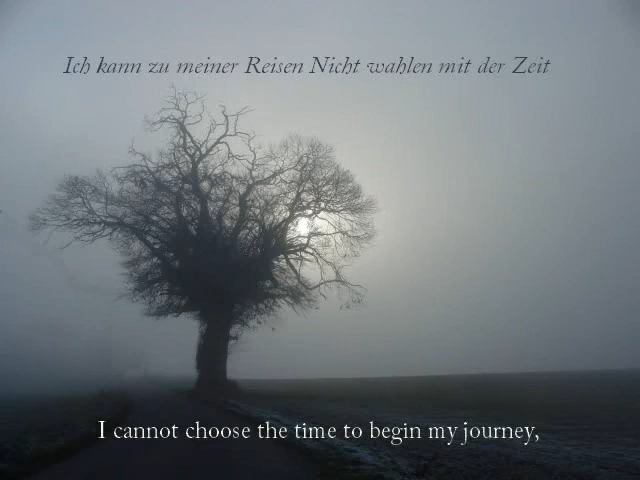 Ich kann zu meiner Reisen Nicht wahlen mit der Zeit
I cannot choose the time to begin my journey,